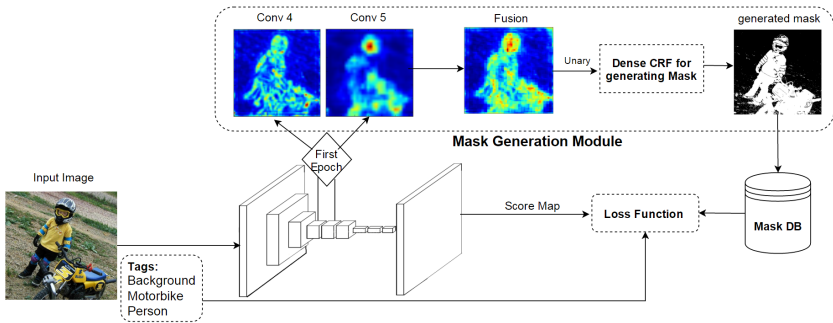 Conv 4
Conv 5
Fusion
generated mask
Unary
Dense CRF for
generating Mask
Mask Generation Module
First
Epoch
Input Image
Score Map
Loss Function
Mask DB
Tags:
Background
Motorbike
Person